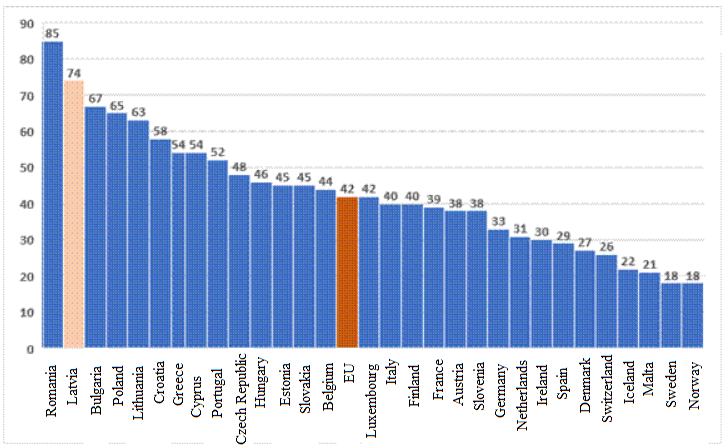 90
80
70
60
50
40
30
20
10
0
85
74
67
65
63
58
54
54
52
48
46
45
45
44
42
42
40
40
39
38
38
33
31
30
29
27
26
22
21
18
18
Romania
Latvia
Bulgaria
Poland
Lithuania
Croatia
Greece
Cyprus
Portugal
Czech Republic
Hungary
Estonia
Slovakia
Belgium
EU
Luxembourg
Italy
Finland
France
Austria
Slovenia
Germany
Netherlands
Ireland
Spain
Denmark
Switzerland
Iceland
Malta
Sweden
Norway